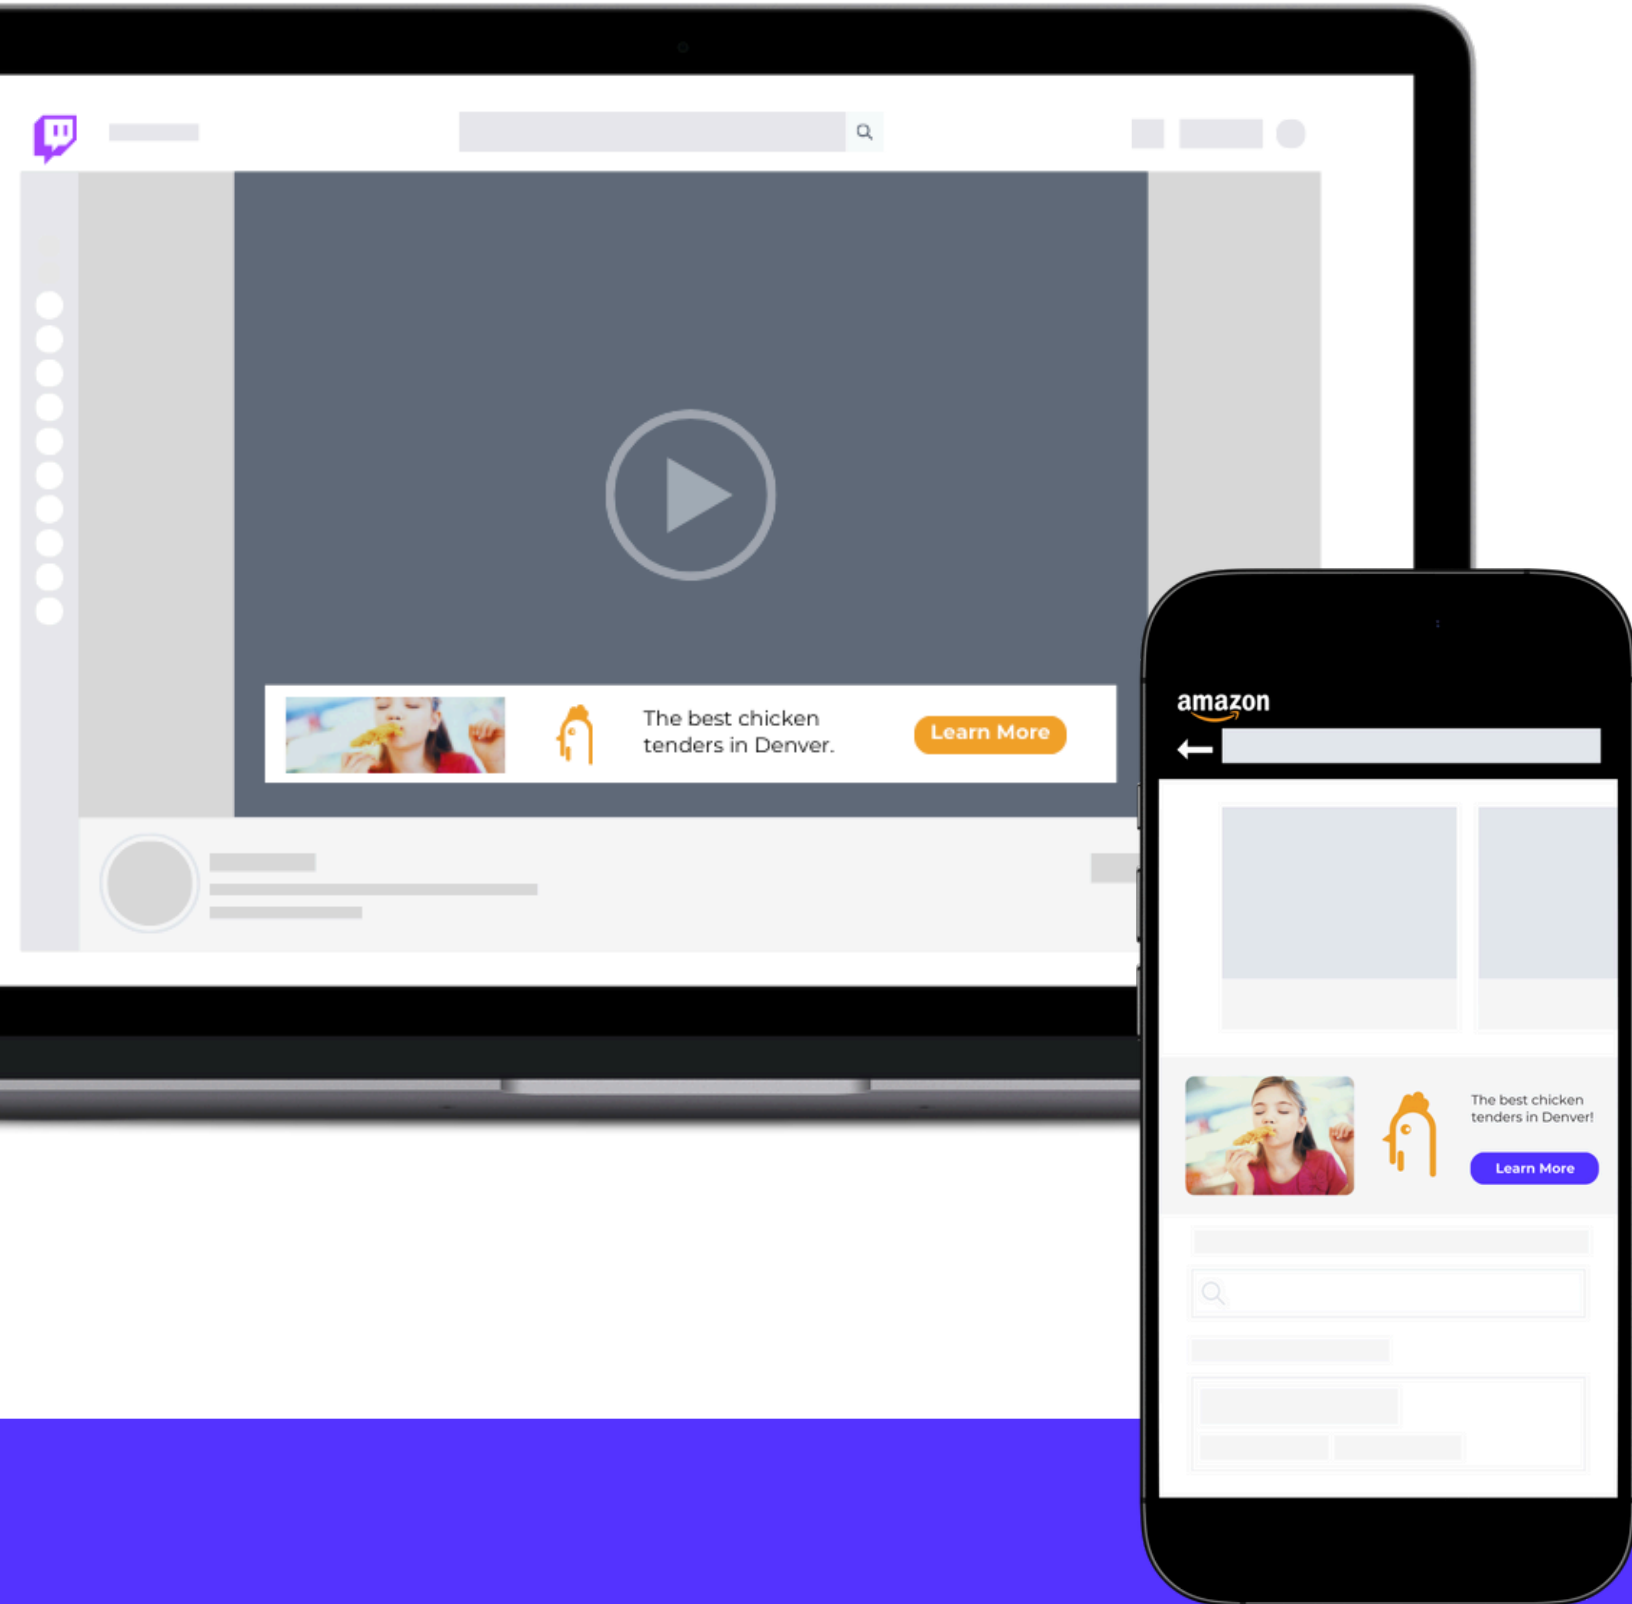 The best chicken
tenders in Denver.
Learn More
amazon
The best chicken
tenders in Denver!
Learn More